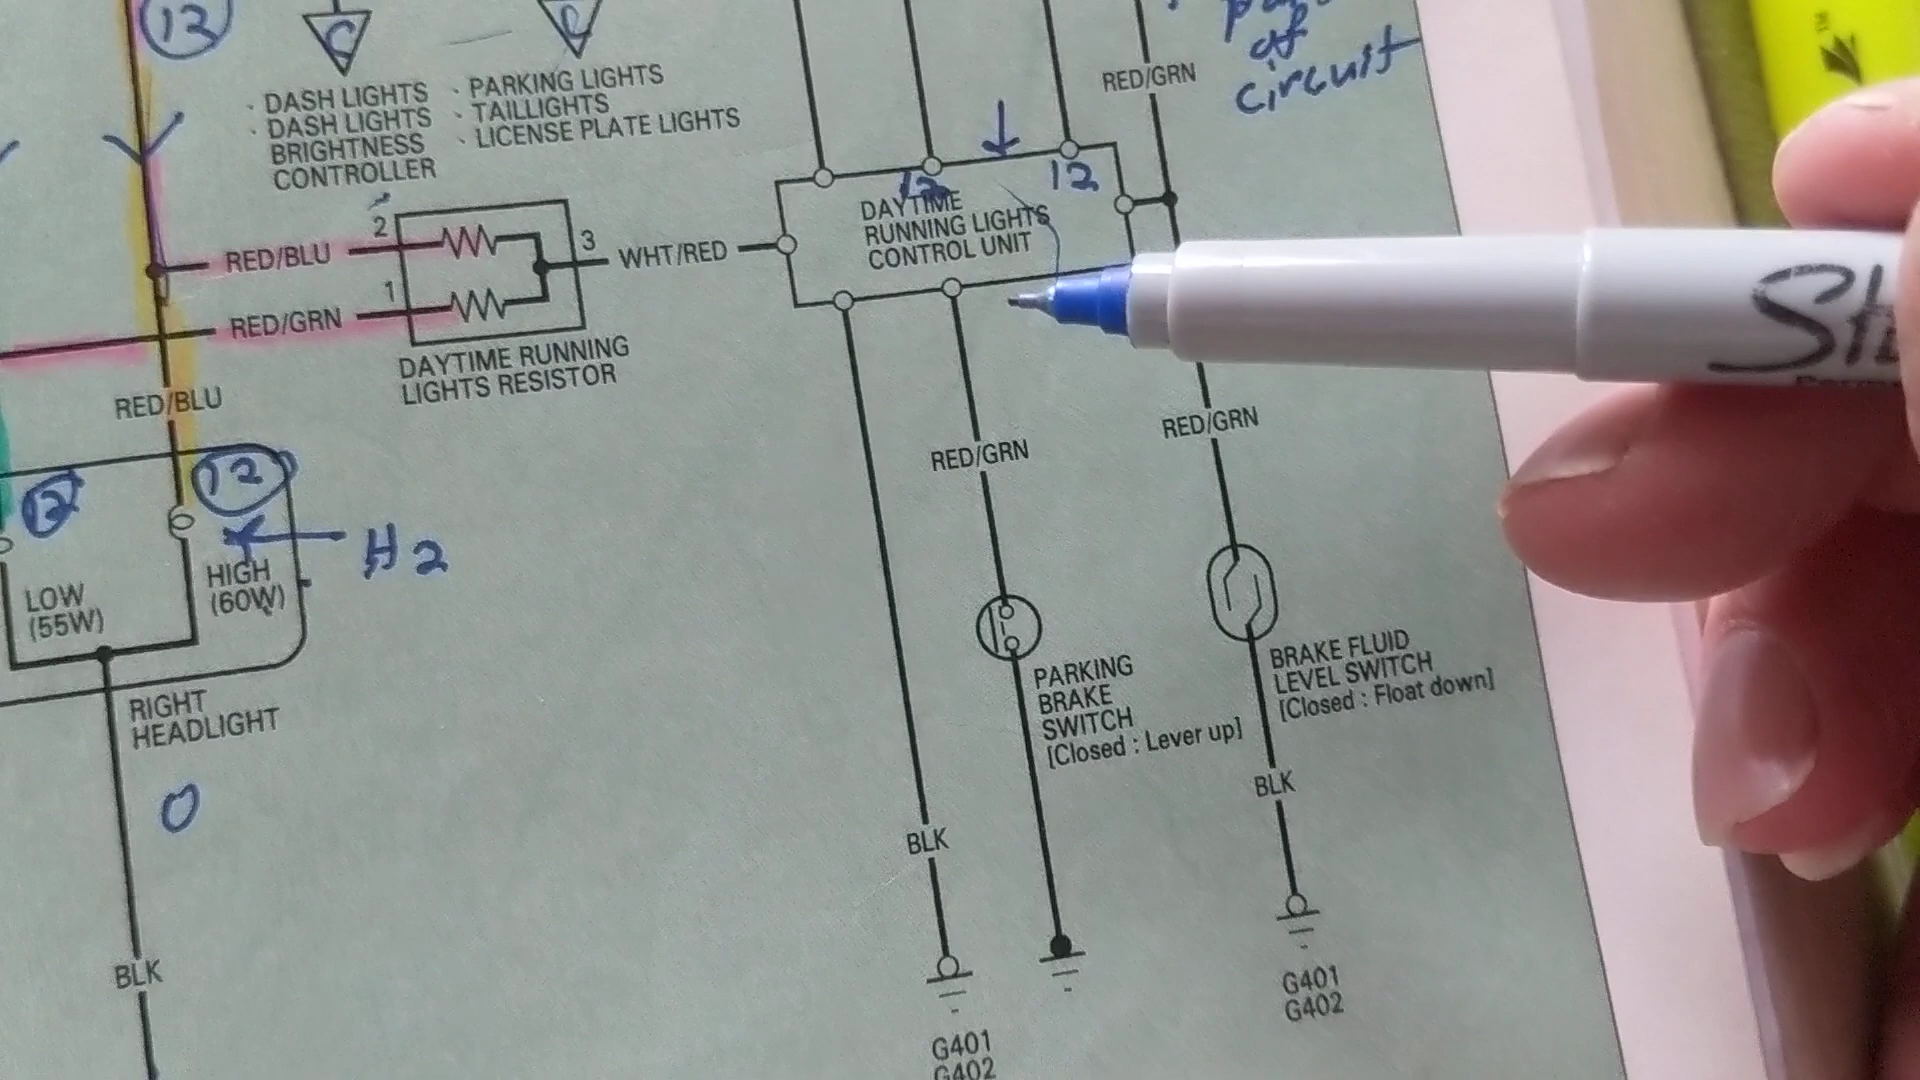 12
C
· DASH LIGHTS
· DASH LIGHTS
BRIGHTNESS
CONTROLLER
· PARKING LIGHTS
· TAILLIGHTS
· LICENSE PLATE LIGHTS
RED/GRN
of
circuit
2
RED/BLU
1
RED/GRN
3
WHT/RED
DAYTIME RUNNING
LIGHTS RESISTOR
12
12
DAYTIME
RUNNING LIGHTS
CONTROL UNIT
RED/BLU
12
12
H2
LOW
(55W)
HIGH
(60W)
RIGHT
HEADLIGHT
0
BLK
RED/GRN
RED/GRN
PARKING
BRAKE
SWITCH
[Closed : Lever up]
BRAKE FLUID
LEVEL SWITCH
[Closed : Float down]
BLK
BLK
G401
G402
G401
G402
TM